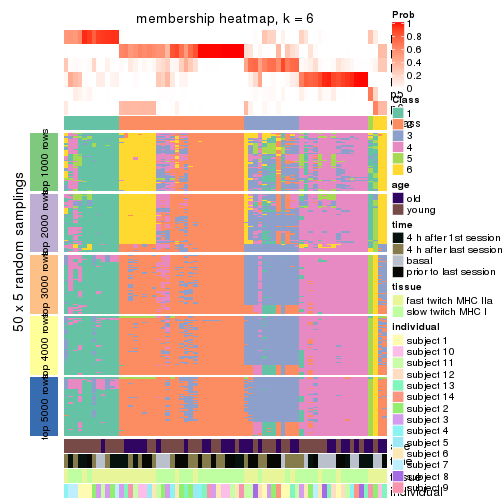 membership heatmap, k = 6
50 x 5 random samplings
top 1000 rows
top 2000 rows
top 3000 rows
top 4000 rows
top 5000 rows
Prob
1
0.8
0.6
0.4
0.2
0
Class
1
2
3
4
5
6
age
old
young
time
4 h after 1st session
4 h after last session
basal
prior to last session
tissue
fast twitch MHC IIa
slow twitch MHC I
individual
subject 1
subject 10
subject 11
subject 12
subject 13
subject 14
subject 2
subject 3
subject 4
subject 5
subject 6
subject 7
subject 8
subject 9
individual